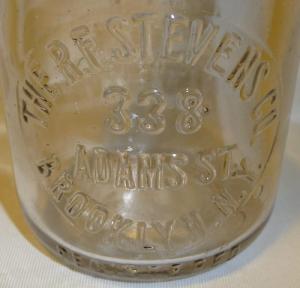 THE R.F. STEVENS CO.
338
ADAMS ST.
BROOKLYN. N.Y.